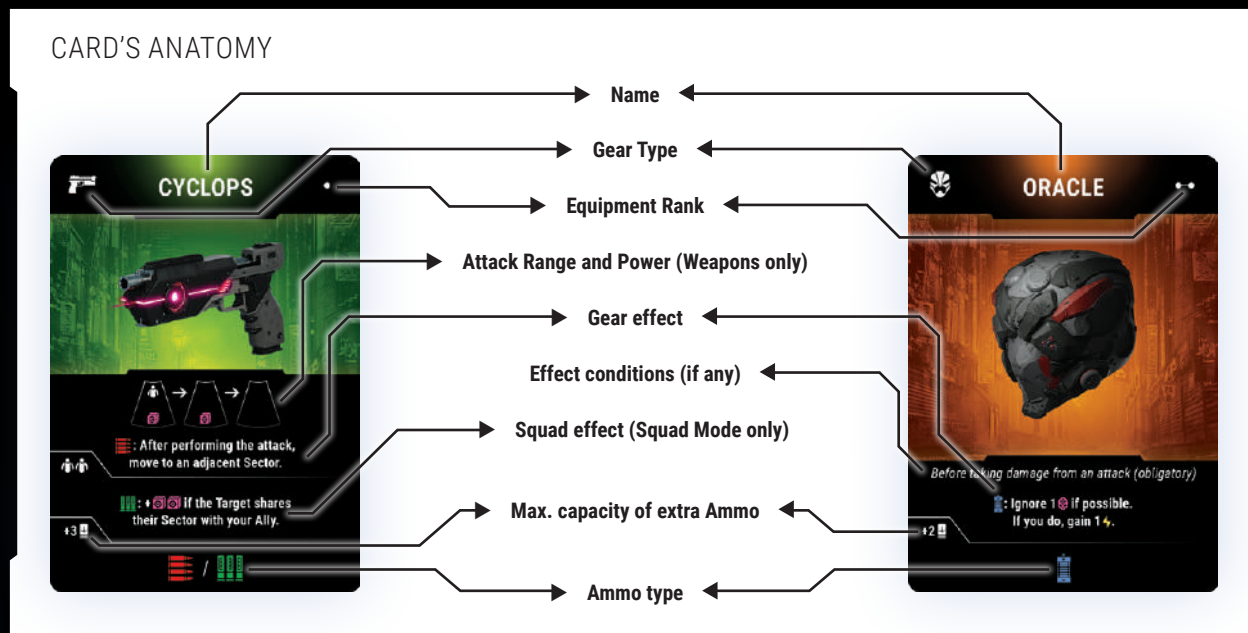 CARD'S ANATOMY
Name
Gear Type
Equipment Rank
Attack Range and Power (Weapons only)
Gear effect
Effect conditions (if any)
Squad effect (Squad Mode only)
Max. capacity of extra Ammo
Ammo type
CYCLOPS
: After performing the attack,
move to an adjacent Sector.
: + if the Target shares
their Sector with your Ally.
+3
/
ORACLE
Before taking damage from an attack (obligatory)
: Ignore 1 if possible.
If you do, gain 1.
+2